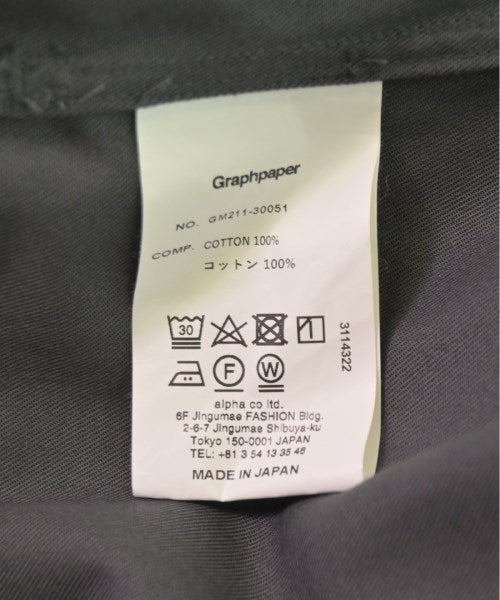 Graphpaper
NO. GM211-30051
COMP. COTTON 100%
コットン 100%
30
F
W
3114322
alpha co ltd.
6F Jingumae FASHION Bldg.
2-6-7 Jingumae Shibuya-ku
Tokyo 150-0001 JAPAN
TEL: +81 3 54 13 35 46
MADE IN JAPAN